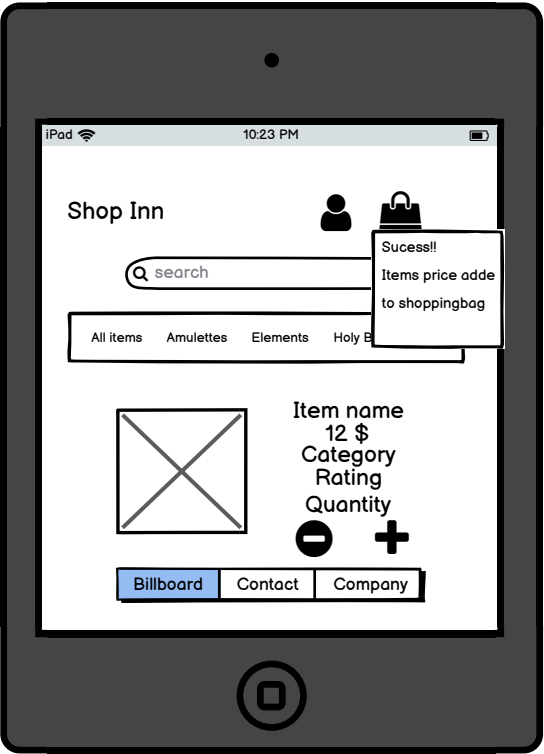 iPad
10:23 PM
Shop Inn
Sucess!!
Items price adde
to shoppingbag
search
All items Amulettes Elements Holy B
Item name
12 $
Category
Rating
Quantity
Billboard Contact Company